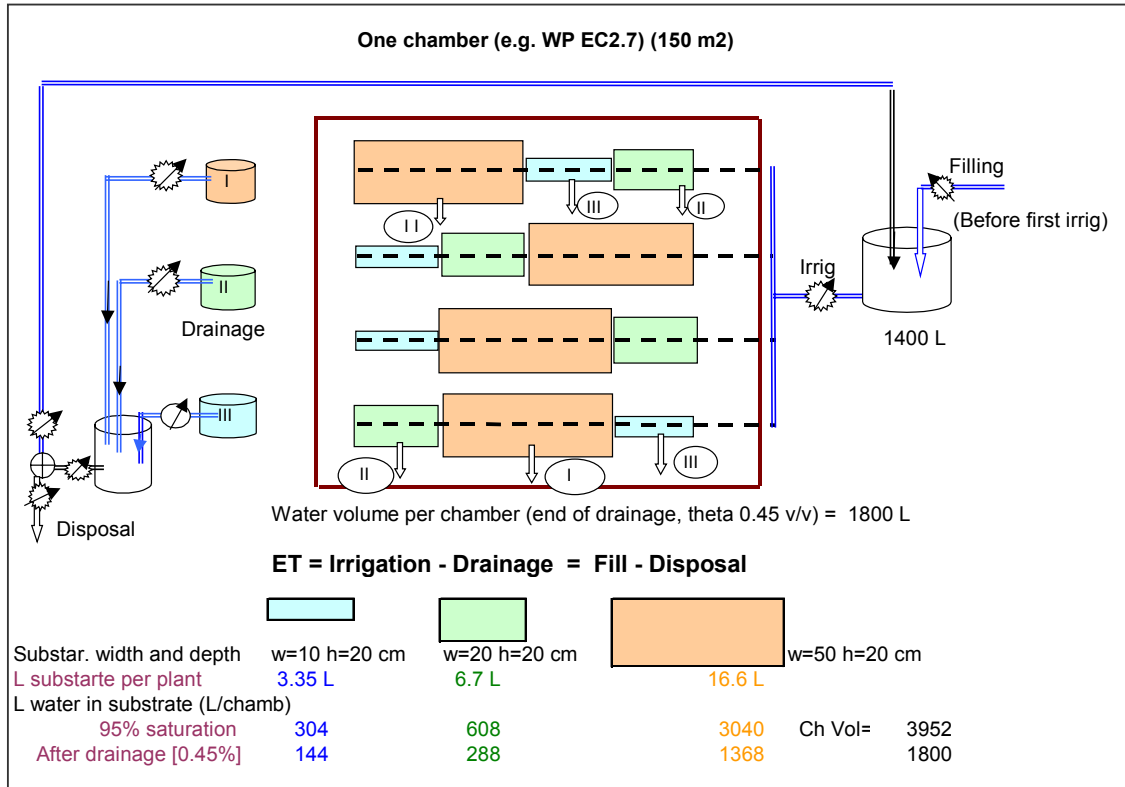 One chamber (e.g. WP EC2.7) (150 m2)
Filling
(Before first irrig)
I
III
II
I I
II
Irrig
Drainage
1400 L
III
II
I
III
Disposal
Water volume per chamber (end of drainage, theta 0.45 v/v) = 1800 L
ET = Irrigation - Drainage = Fill - Disposal
Substar. width and depth w=10 h=20 cm w=20 h=20 cm w=50 h=20 cm
L substarte per plant 3.35 L 6.7 L 16.6 L
L water in substrate (L/chamb)
95% saturation 304 608 3040 Ch Vol= 3952
After drainage [0.45%] 144 288 1368 1800